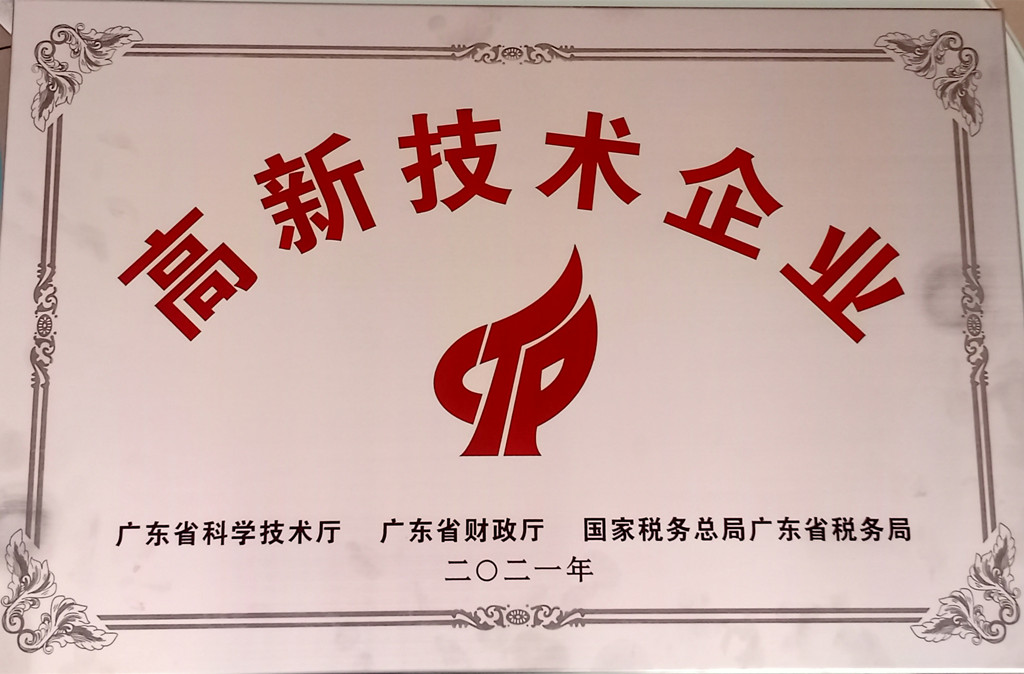 高新技术企业
广东省科学技术厅 广东省财政厅 国家税务总局广东省税务局
二〇二一年